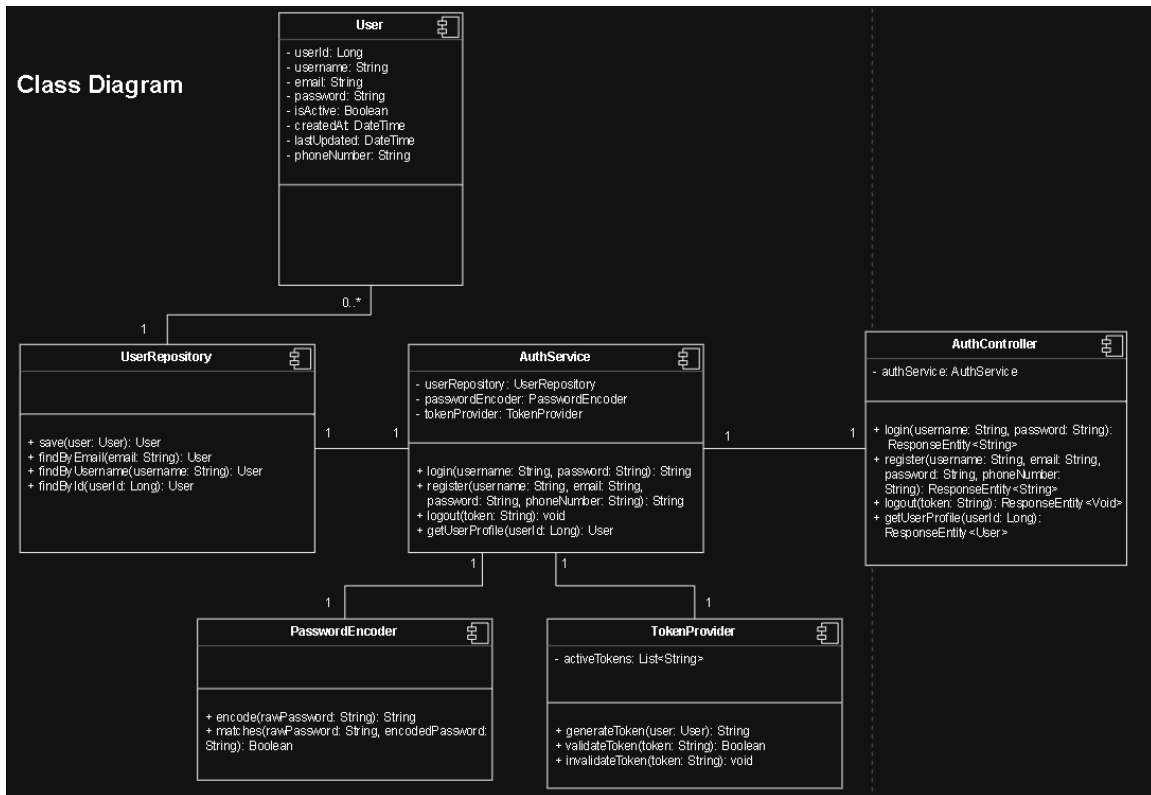 Class Diagram
User
- userId: Long
- username: String
- email: String
- password: String
- isActive: Boolean
- createdAt: DateTime
- lastUpdated: DateTime
- phoneNumber: String
0..*
1
UserRepository
+ save(user: User): User
+ findByEmail(email: String): User
+ findByUsername(username: String): User
+ findById(userId: Long): User
1
1
AuthService
- userRepository: UserRepository
- passwordEncoder: PasswordEncoder
- tokenProvider: TokenProvider
+ login(username: String, password: String): String
+ register(username: String, email: String,
password: String, phoneNumber: String): String
+ logout(token: String): void
+ getUserProfile(userId: Long): User
1
1
AuthController
- authService: AuthService
+ login(username: String, password: String):
ResponseEntity<String>
+ register(username: String, email: String,
password: String, phoneNumber:
String): ResponseEntity<String>
+ logout(token: String): ResponseEntity<Void>
+ getUserProfile(userId: Long):
ResponseEntity<User>
1
1
1
1
PasswordEncoder
+ encode(rawPassword: String): String
+ matches(rawPassword: String, encodedPassword:
String): Boolean
TokenProvider
- activeTokens: List<String>
+ generateToken(user: User): String
+ validateToken(token: String): Boolean
+ invalidateToken(token: String): void